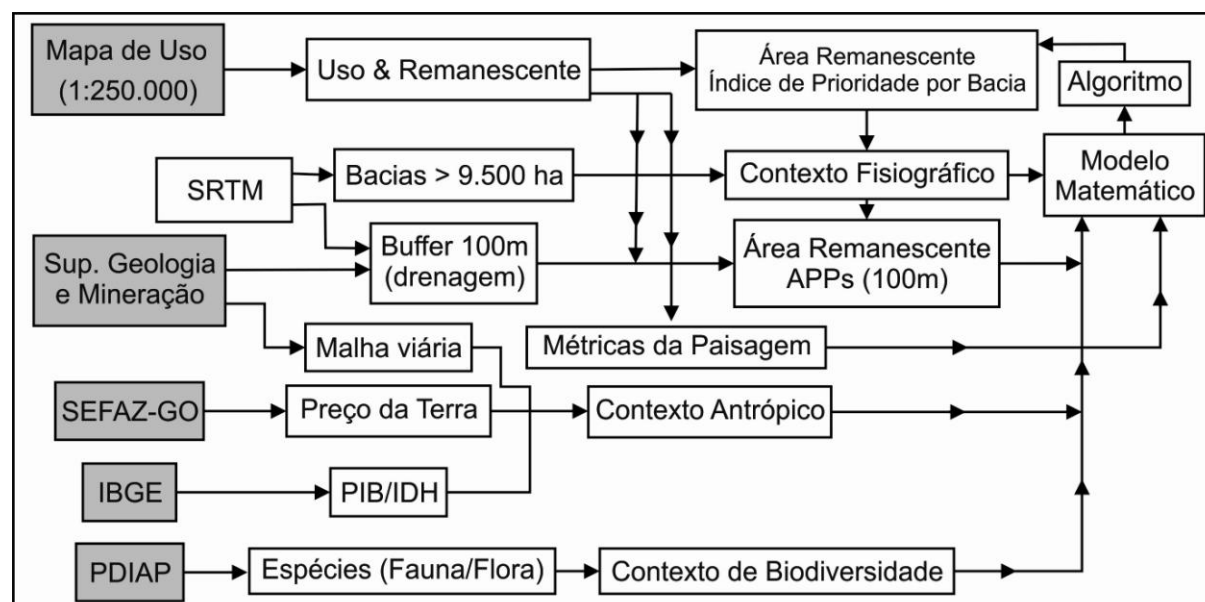 Mapa de Uso
(1:250.000)
Uso & Remanescente
Área Remanescente
Índice de Prioridade por Bacia
Algoritmo
SRTM
Bacias > 9.500 ha
Contexto Fisiográfico
Modelo
Matemático
Sup. Geologia
e Mineração
Buffer 100m
(drenagem)
Área Remanescente
APPs (100m)
Malha viária
Métricas da Paisagem
SEFAZ-GO
Preço da Terra
Contexto Antrópico
IBGE
PIB/IDH
PDIAP
Espécies (Fauna/Flora)
Contexto de Biodiversidade